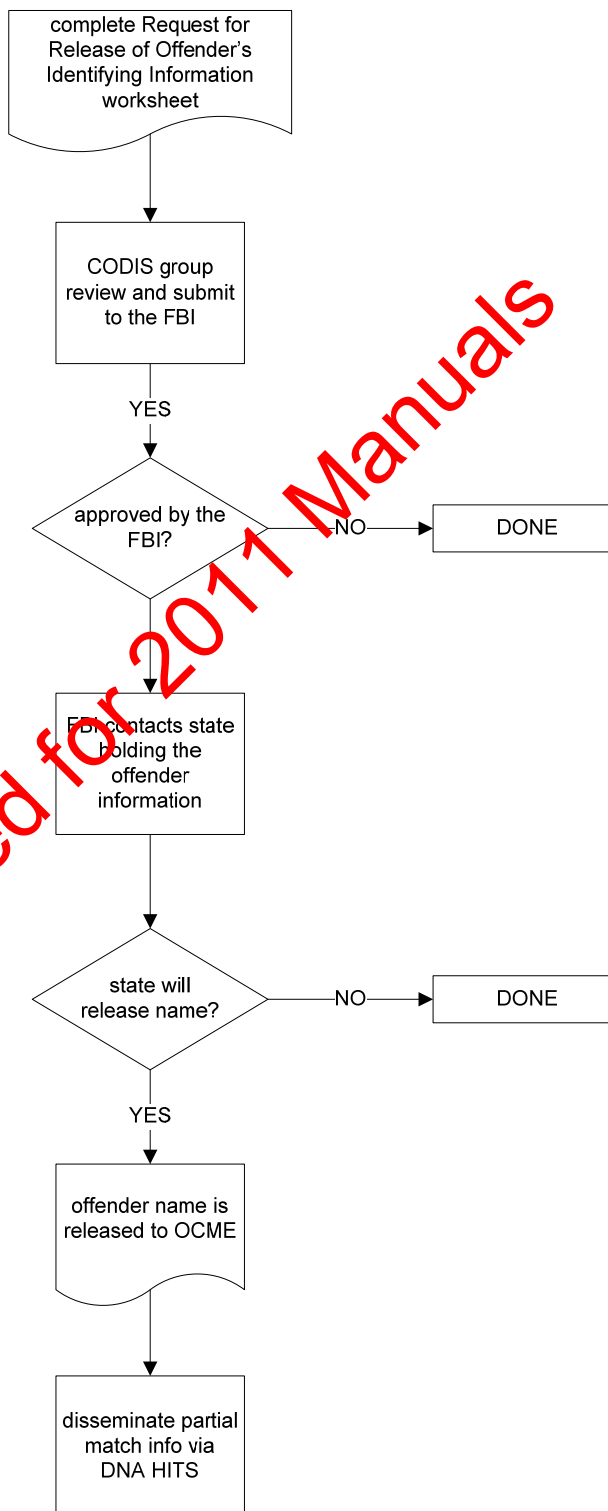 complete Request for
Release of Offender's
Identifying Information
worksheet
CODIS group
review and submit
to the FBI
YES
approved by the
FBI?
NO
DONE
FBI contacts state
holding the
offender
information
state will
release name?
NO
DONE
YES
offender name is
released to OCME
disseminate partial
match info via
DNA HITS
for 2011 Manuals